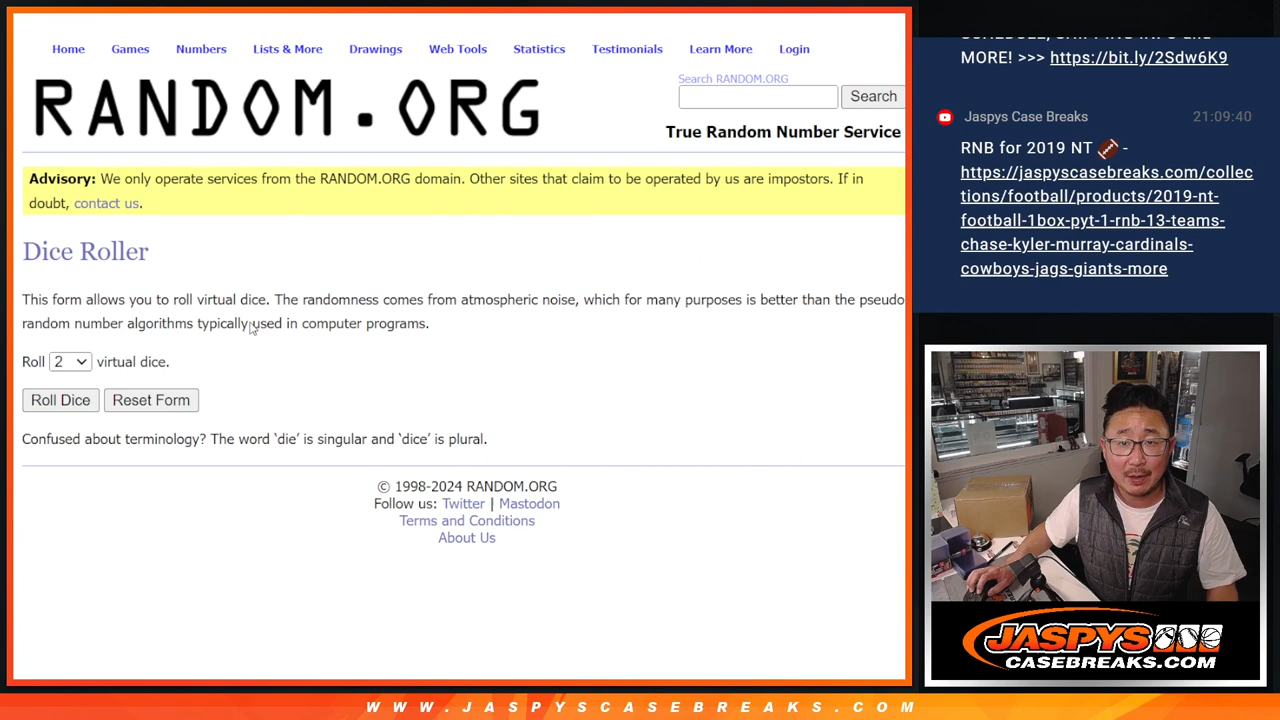 Home
Games
Numbers
Lists & More
Drawings
Web Tools
Statistics
Testimonials
Learn More
Login
RANDOM.ORG
Search RANDOM.ORG
Search
True Random Number Service
Advisory: We only operate services from the RANDOM.ORG domain. Other sites that claim to be operated by us are impostors. If in
doubt, contact us.
Dice Roller
This form allows you to roll virtual dice. The randomness comes from atmospheric noise, which for many purposes is better than the pseudo
random number algorithms typically used in computer programs.
Roll 2 virtual dice.
Roll Dice
Reset Form
Confused about terminology? The word ‘die’ is singular and ‘dice’ is plural.
© 1998-2024 RANDOM.ORG
Follow us: Twitter | Mastodon
Terms and Conditions
About Us
MORE! >>> https://bit.ly/2Sdw6K9
Jaspys Case Breaks 21:09:40
RNB for 2019 NT 🏈 -
https://jaspyscasebreaks.com/collec
tions/football/products/2019-nt-
football-1box-pyt-1-rnb-13-teams-
chase-kyler-murray-cardinals-
cowboys-jags-giants-more
JASPYS
CASEBREAKS.COM
WWW.JASPYSCASEBREAKS.COM